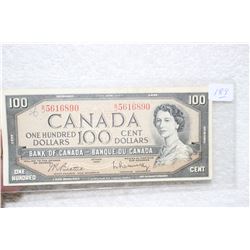 189
100 100
B/J 5616890 B/J 5616890
CANADA
ONE HUNDRED DOLLARS 100 CENT DOLLARS
BANK OF CANADA - BANQUE DU CANADA
ONE HUNDRED CENT